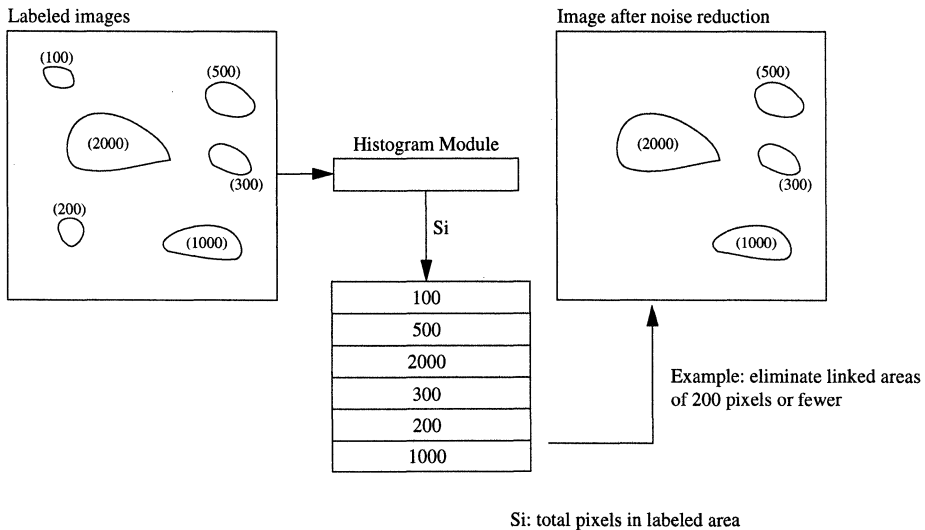 Labeled images
(100)
(500)
(2000)
(300)
(200)
(1000)
Histogram Module
Si
100
500
2000
300
200
1000
Image after noise reduction
(500)
(2000)
(300)
(1000)
Example: eliminate linked areas
of 200 pixels or fewer
Si: total pixels in labeled area